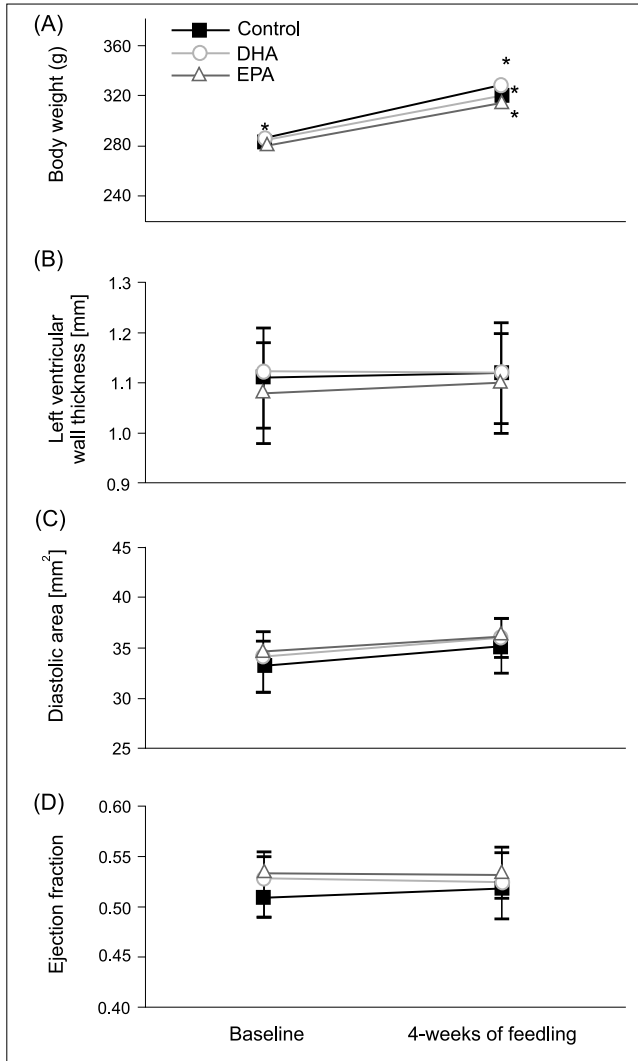 (A)
Control
DHA
EPA
Body weight (g)
360
320
280
240
*
*
*
*
(B)
Left ventricular
wall thickness [mm]
1.3
1.2
1.1
1.0
0.9
(C)
Diastolic area [mm²]
45
40
35
30
25
(D)
Ejection fraction
0.60
0.55
0.50
0.45
0.40
Baseline
4-weeks of feedling